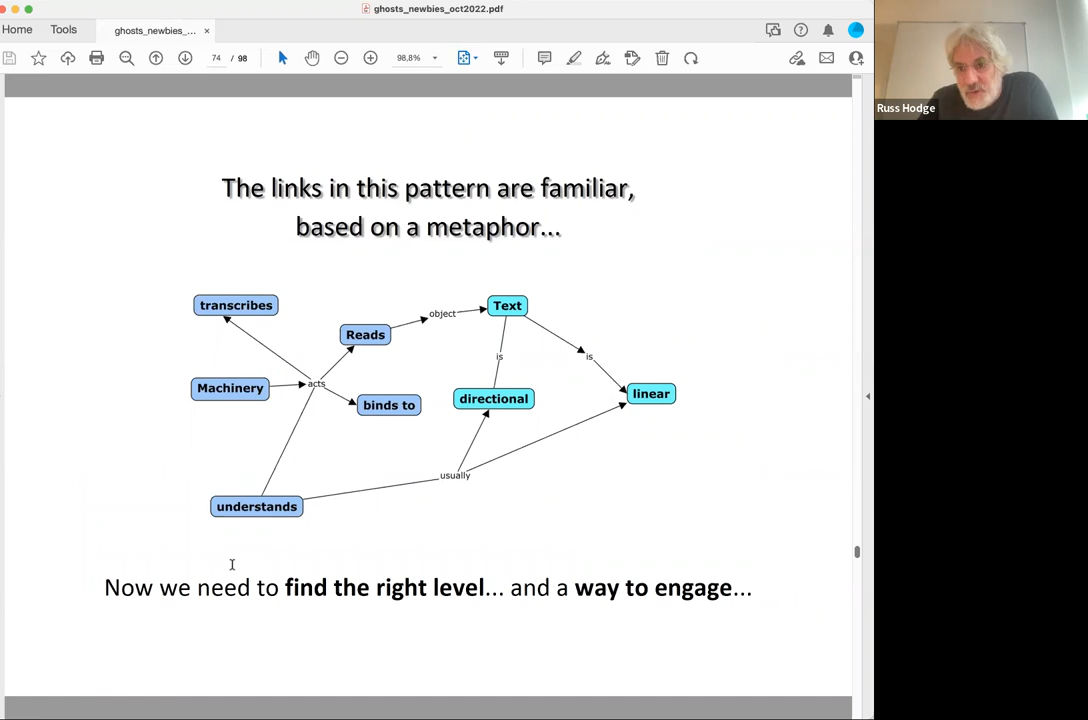 ghosts_newbies_oct2022.pdf
Home Tools ghosts_newbies_... ×
74 / 98 98,8%
Russ Hodge
The links in this pattern are familiar,
based on a metaphor...
transcribes
Reads
object
Text
is
is
Machinery
acts
binds to
directional
linear
usually
understands
Now we need to find the right level... and a way to engage...